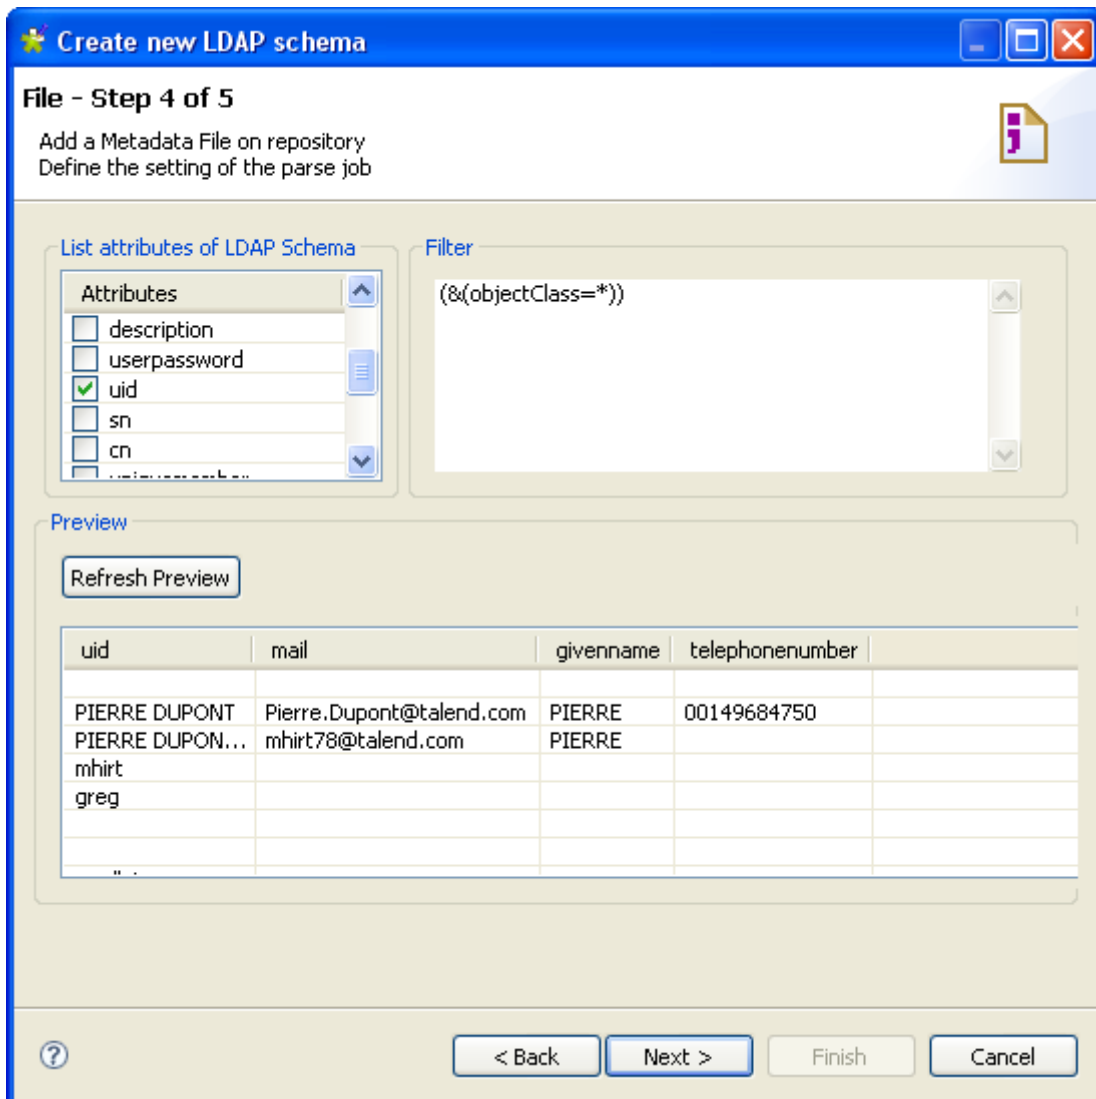 Create new LDAP schema
File - Step 4 of 5
Add a Metadata File on repository
Define the setting of the parse job
List attributes of LDAP Schema
Filter
Attributes
(&(objectClass=*))
description
userpassword
uid
sn
cn
Preview
Refresh Preview
uid mail givenname telephonenumber
PIERRE DUPONT Pierre.Dupont@talend.com PIERRE 00149684750
PIERRE DUPON... mhirt78@talend.com PIERRE
mhirt
greg
< Back Next > Finish Cancel